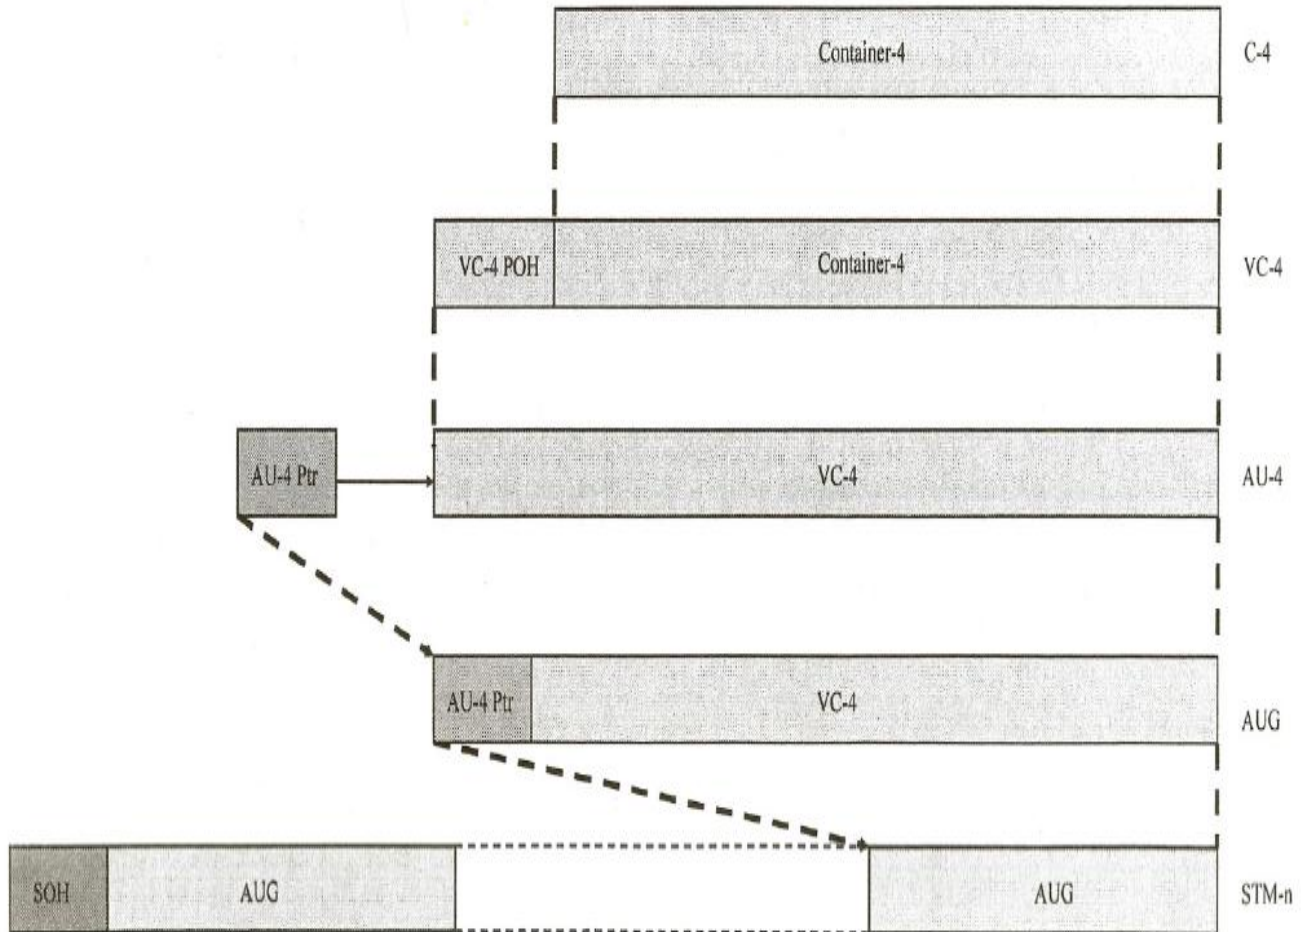 Container-4 C-4
VC-4 POH Container-4 VC-4
AU-4 Ptr VC-4 AU-4
AU-4 Ptr VC-4 AUG
SOH AUG AUG STM-n